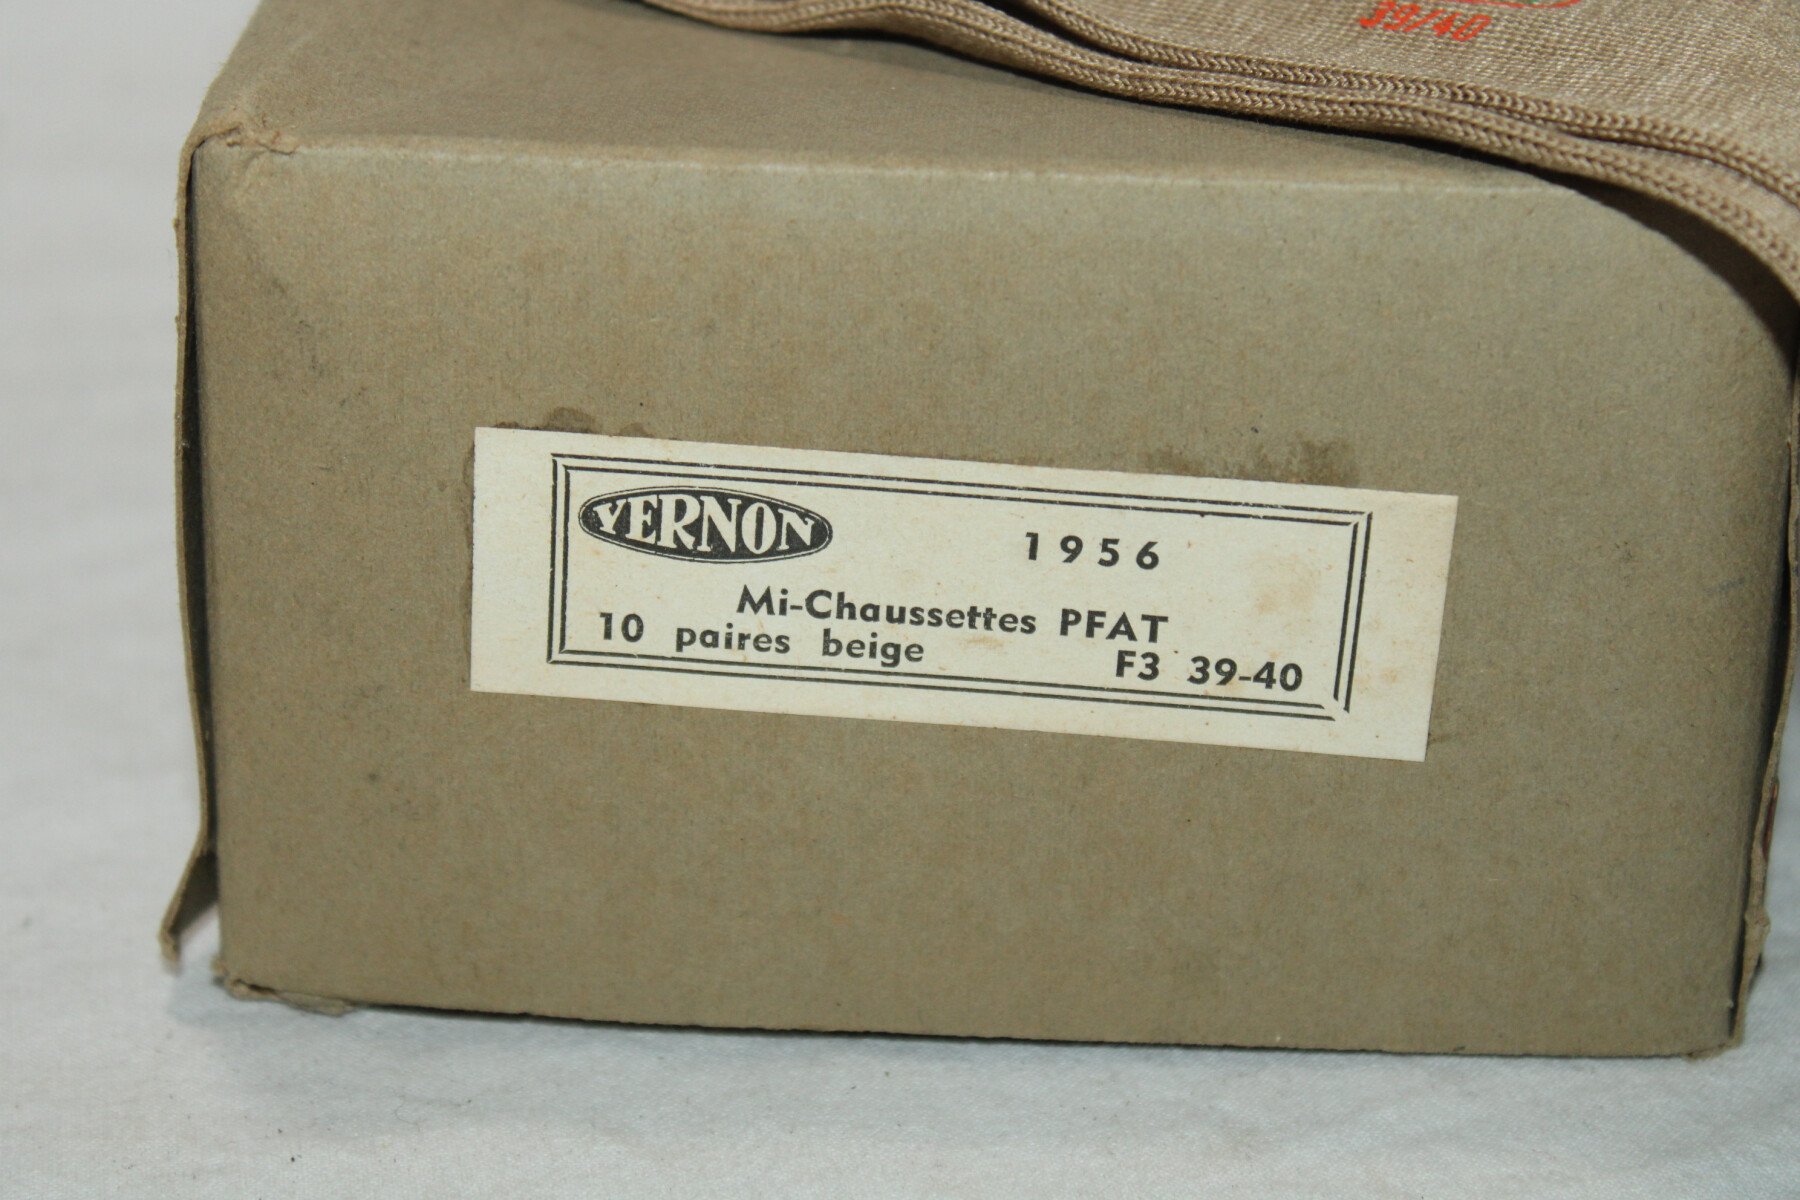 39/40
VERNON
1956
Mi-Chaussettes PFAT
10 paires beige F3 39-40